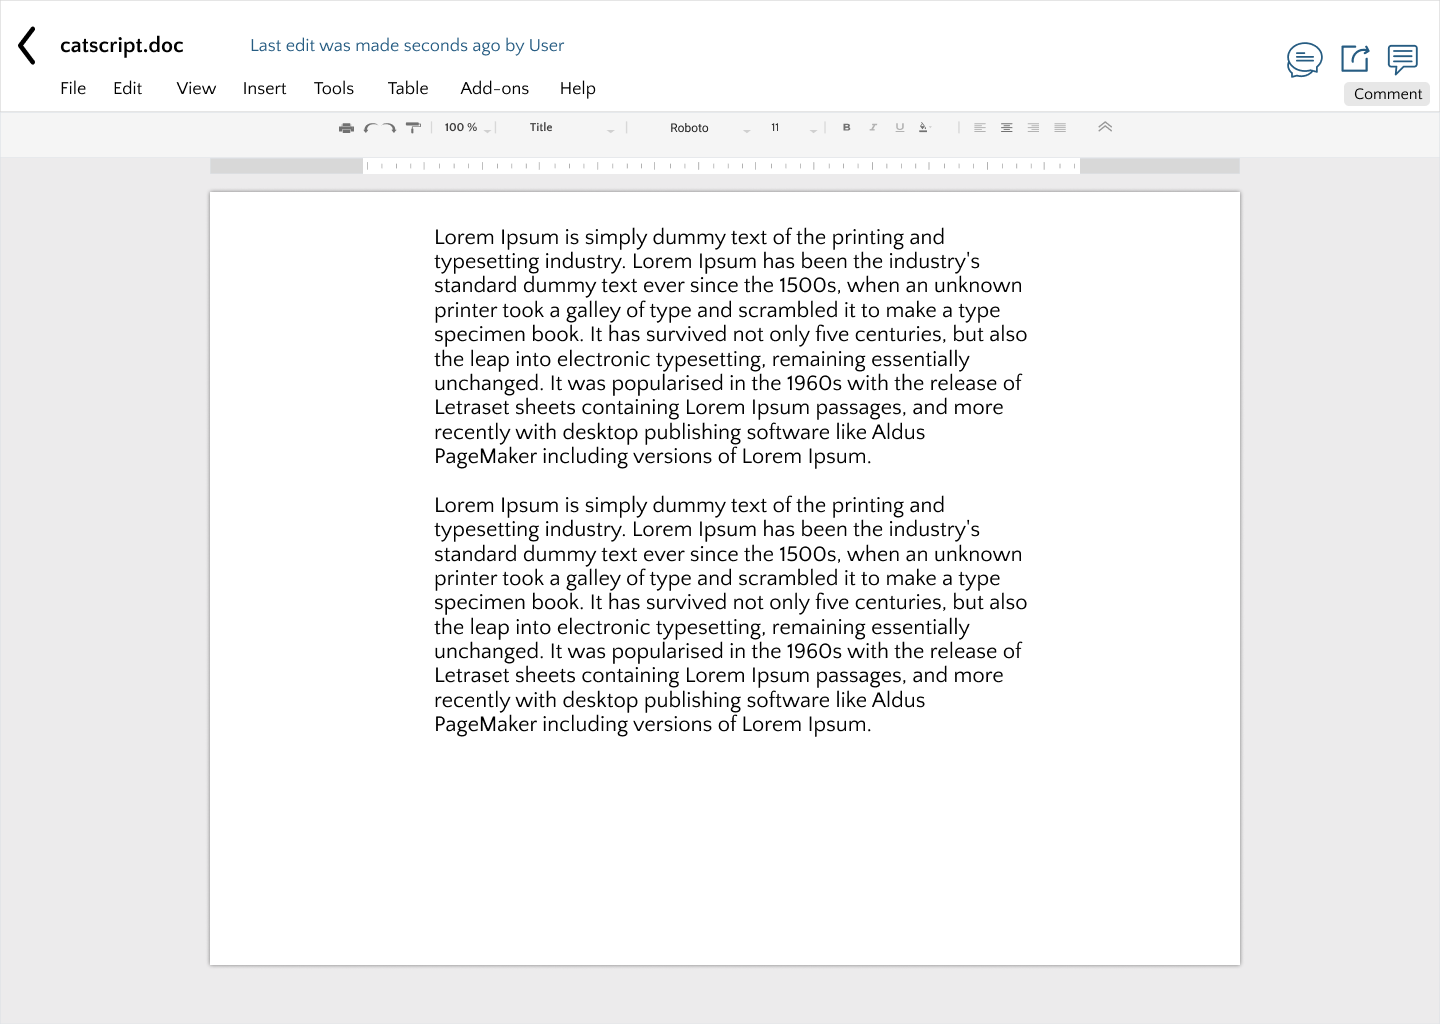 catscript.doc
Last edit was made seconds ago by User
File Edit View Insert Tools Table Add-ons Help
Comment
100 % Title Roboto 11 B I U
Lorem Ipsum is simply dummy text of the printing and
typesetting industry. Lorem Ipsum has been the industry's
standard dummy text ever since the 1500s, when an unknown
printer took a galley of type and scrambled it to make a type
specimen book. It has survived not only five centuries, but also
the leap into electronic typesetting, remaining essentially
unchanged. It was popularised in the 1960s with the release of
Letraset sheets containing Lorem Ipsum passages, and more
recently with desktop publishing software like Aldus
PageMaker including versions of Lorem Ipsum.
Lorem Ipsum is simply dummy text of the printing and
typesetting industry. Lorem Ipsum has been the industry's
standard dummy text ever since the 1500s, when an unknown
printer took a galley of type and scrambled it to make a type
specimen book. It has survived not only five centuries, but also
the leap into electronic typesetting, remaining essentially
unchanged. It was popularised in the 1960s with the release of
Letraset sheets containing Lorem Ipsum passages, and more
recently with desktop publishing software like Aldus
PageMaker including versions of Lorem Ipsum.